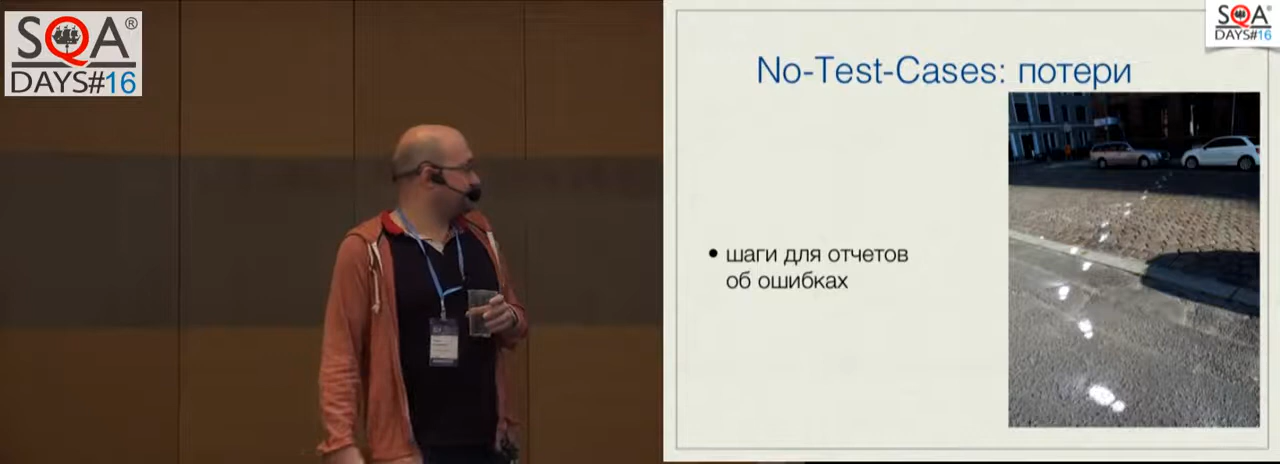 SQA®
DAYS#16
No-Test-Cases: потери
• шаги для отчетов
об ошибках
SQA®
DAYS#16